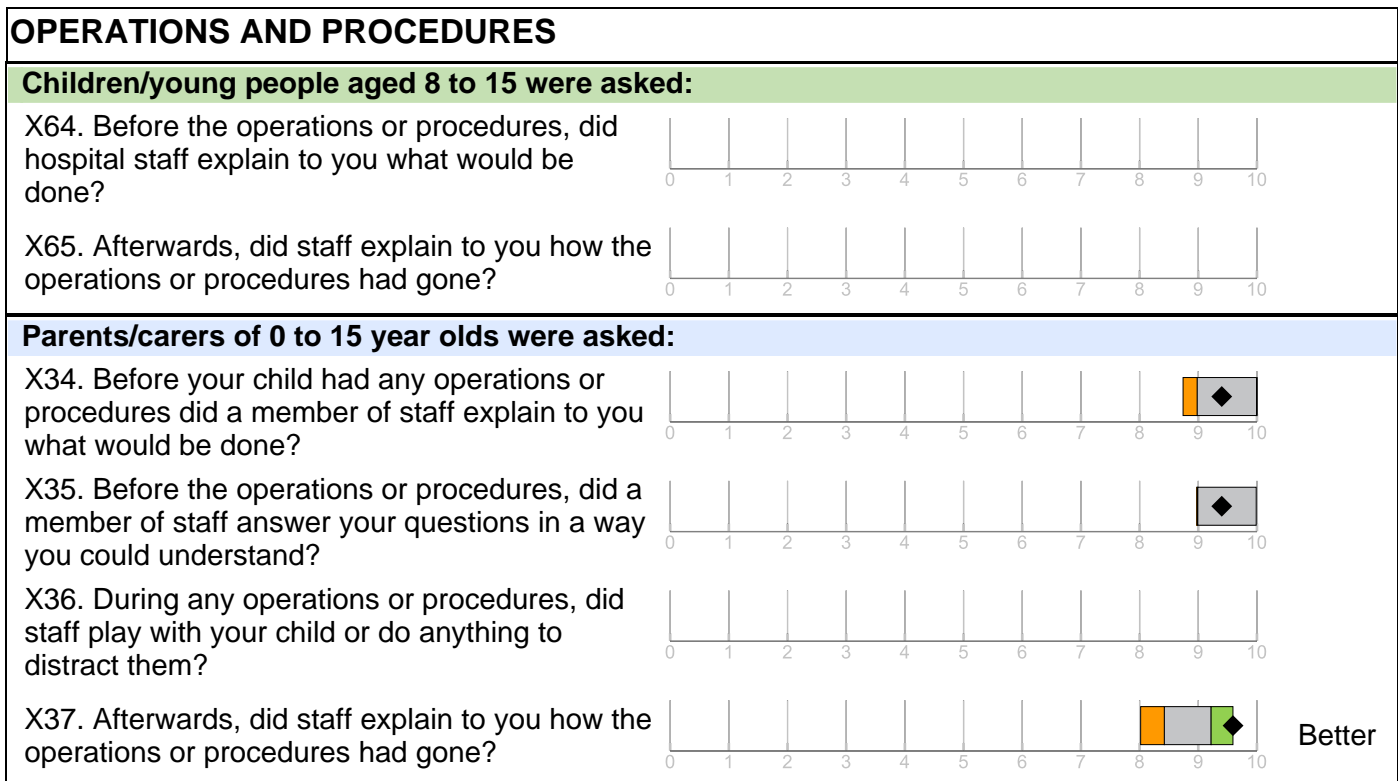 OPERATIONS AND PROCEDURES
Children/young people aged 8 to 15 were asked:
X64. Before the operations or procedures, did
hospital staff explain to you what would be
done?
0 1 2 3 4 5 6 7 8 9 10
X65. Afterwards, did staff explain to you how the
operations or procedures had gone?
0 1 2 3 4 5 6 7 8 9 10
Parents/carers of 0 to 15 year olds were asked:
X34. Before your child had any operations or
procedures did a member of staff explain to you
what would be done?
0 1 2 3 4 5 6 7 8 9 10
X35. Before the operations or procedures, did a
member of staff answer your questions in a way
you could understand?
0 1 2 3 4 5 6 7 8 9 10
X36. During any operations or procedures, did
staff play with your child or do anything to
distract them?
0 1 2 3 4 5 6 7 8 9 10
X37. Afterwards, did staff explain to you how the
operations or procedures had gone?
0 1 2 3 4 5 6 7 8 9 10
Better